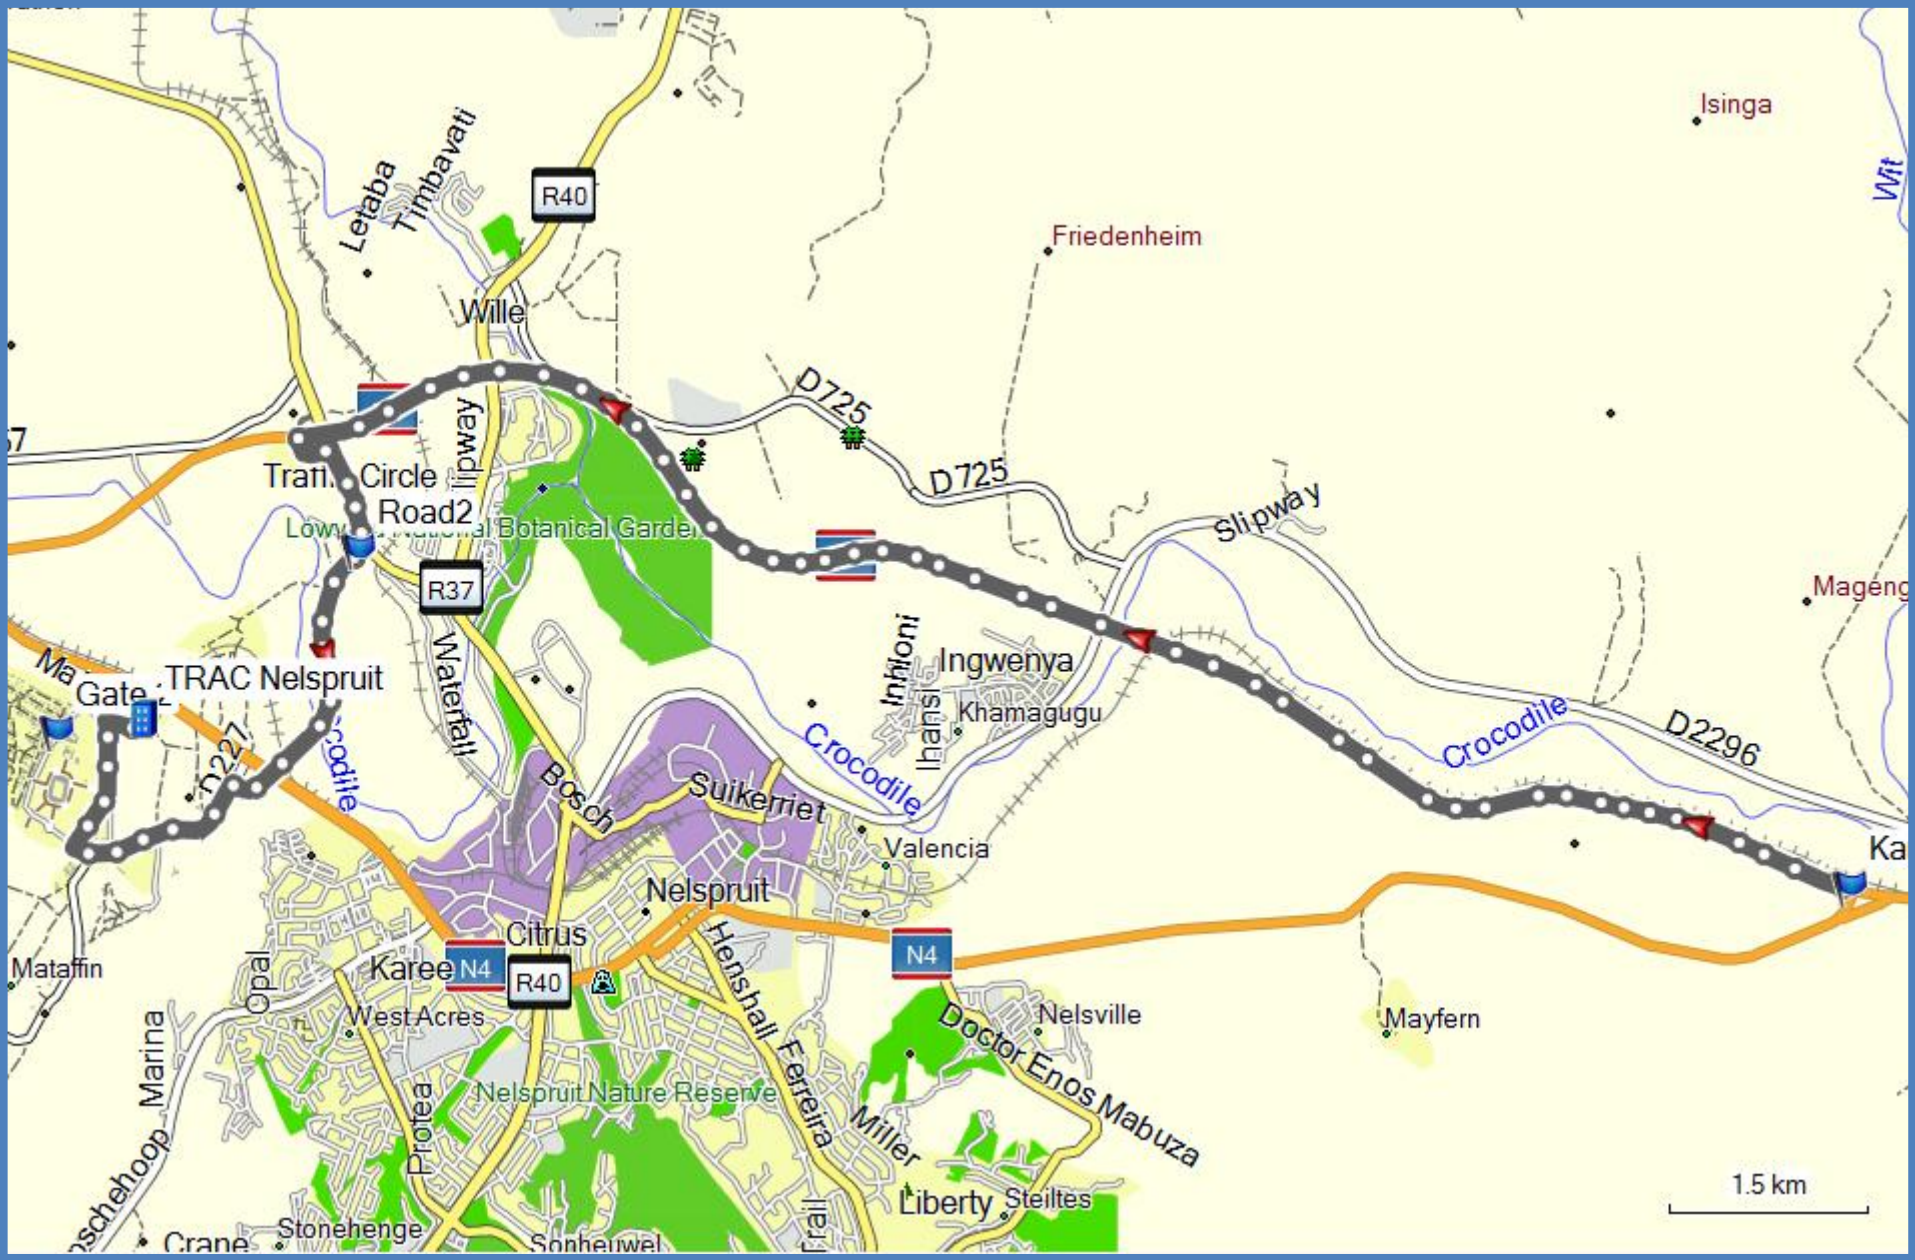 Isinga
Timbavati
Letaba
R40
Wit
Friedenheim
Wille
D725
Slipway
D725
Circle
Road2
National Botanical Garden
Slipway
R37
Mageng
Inhloni
Ingwenya
Waterfall
TRAC Nelspruit
Gate 2
Ihansi
Khamagugu
D227
Crocodile
Crocodile
D2296
Bosch
Suikerriet
Valencia
Ka
Nelspruit
Citrus
N4
Karee
N4
R40
Mataffin
Opal
West Acres
Henshall
Nelsville
Mayfern
Marina
Doctor Enos Mabuza
Nelspruit Nature Reserve
Ferreira
Protea
Miller
1.5 km
Liberty
Steiltes
Stonehenge
Trail
Crane
Sonheuwel